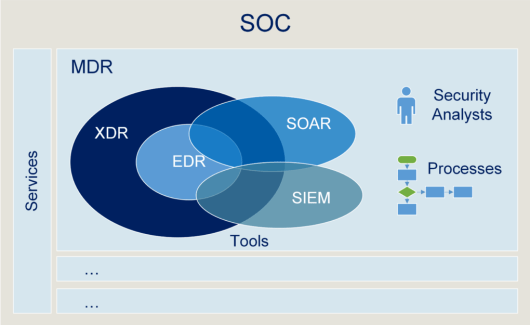 SOC
Services
MDR
XDR
EDR
SOAR
SIEM
Tools
Security
Analysts
Processes
...
...